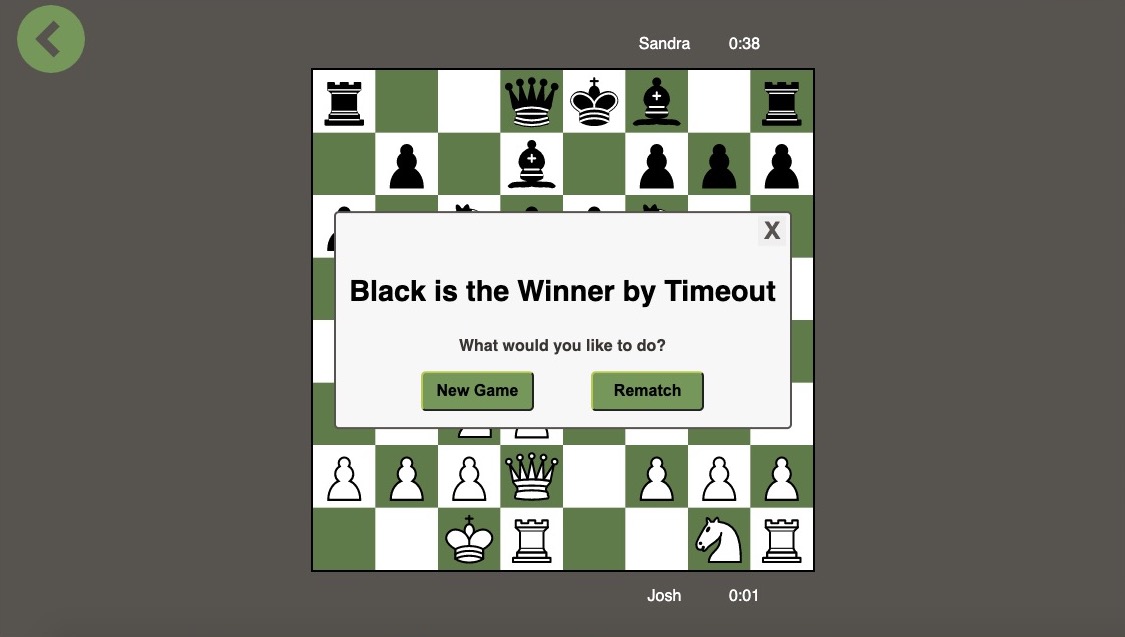 Sandra 0:38
X
Black is the Winner by Timeout
What would you like to do?
New Game Rematch
Josh 0:01